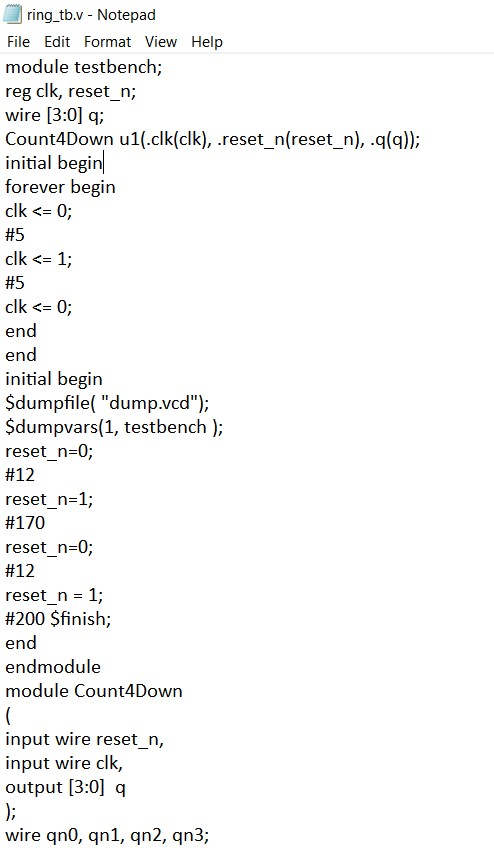 ring_tb.v - Notepad
File Edit Format View Help
module testbench;
reg clk, reset_n;
wire [3:0] q;
Count4Down u1(.clk(clk), .reset_n(reset_n), .q(q));
initial begin
forever begin
clk <= 0;
#5
clk <= 1;
#5
clk <= 0;
end
end
initial begin
$dumpfile( "dump.vcd");
$dumpvars(1, testbench );
reset_n=0;
#12
reset_n=1;
#170
reset_n=0;
#12
reset_n = 1;
#200 $finish;
end
endmodule
module Count4Down
(
input wire reset_n,
input wire clk,
output [3:0]  q
);
wire qn0, qn1, qn2, qn3;